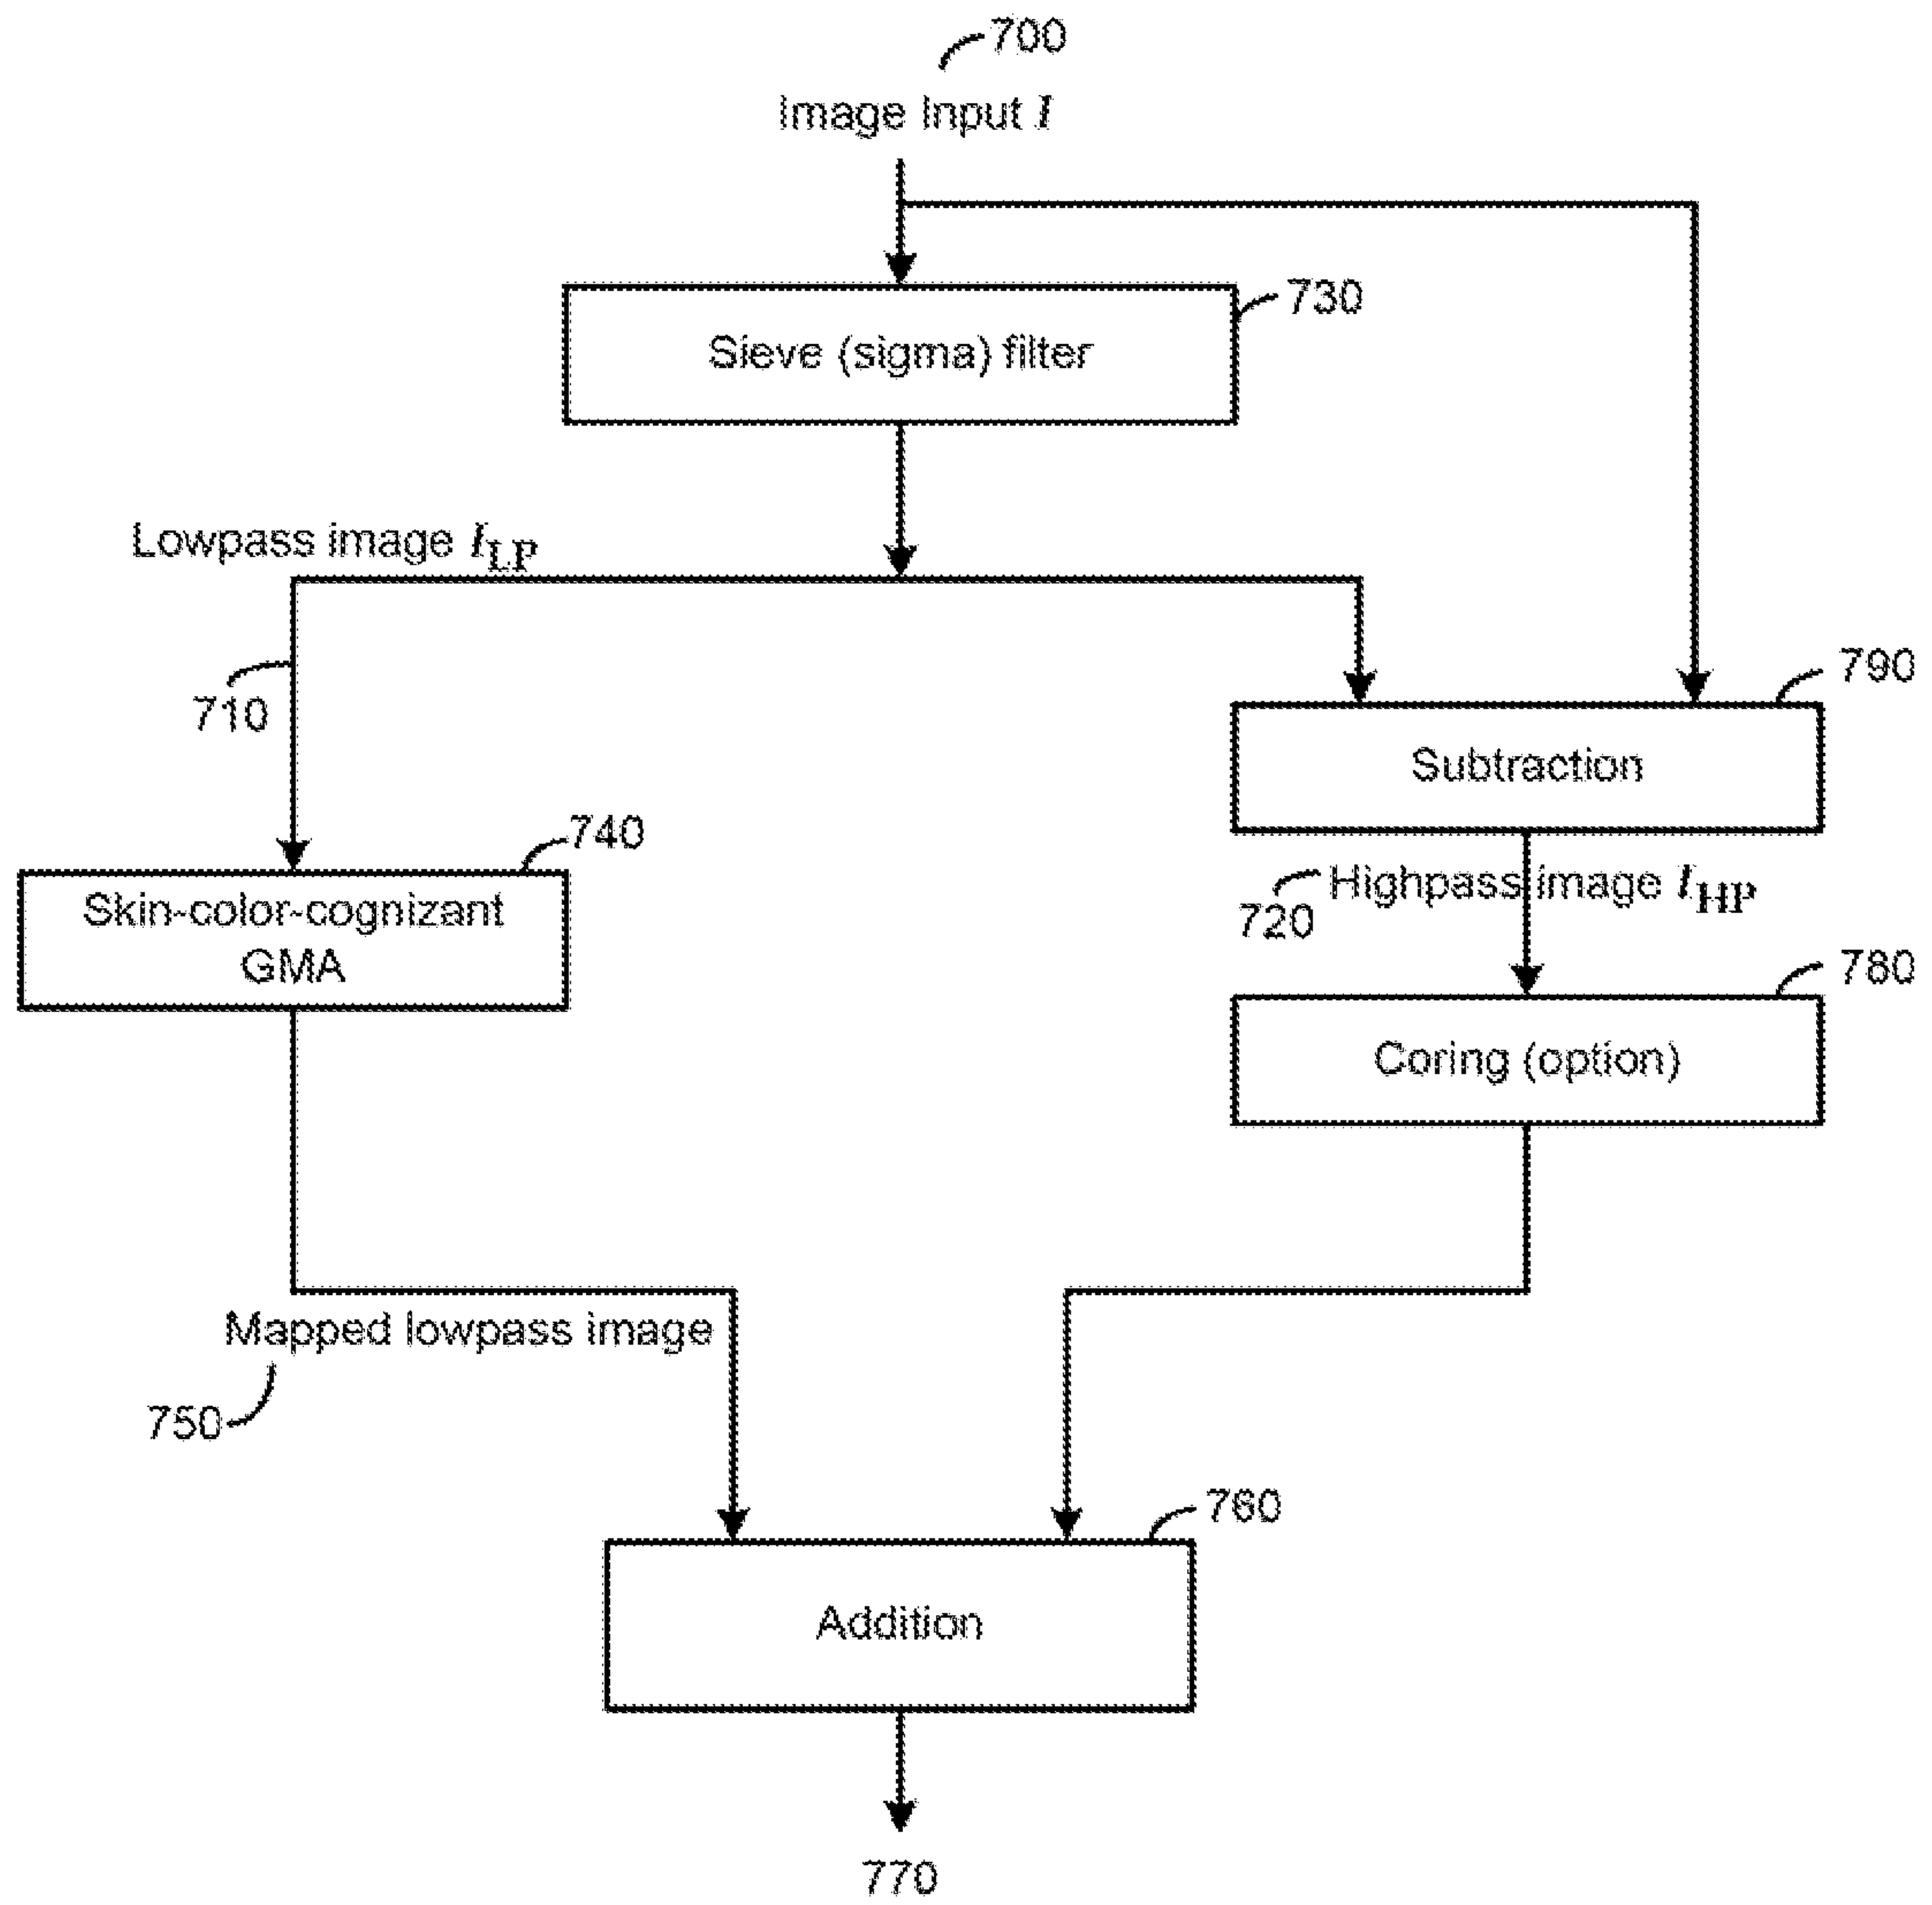 700
Image Input I
730
Sieve (sigma) filter
Lowpass image I_LP
710
790
Subtraction
740
Skin-color-cognizant
GMA
720
Highpass image I_HP
780
Coring (option)
Mapped lowpass image
750
760
Addition
770